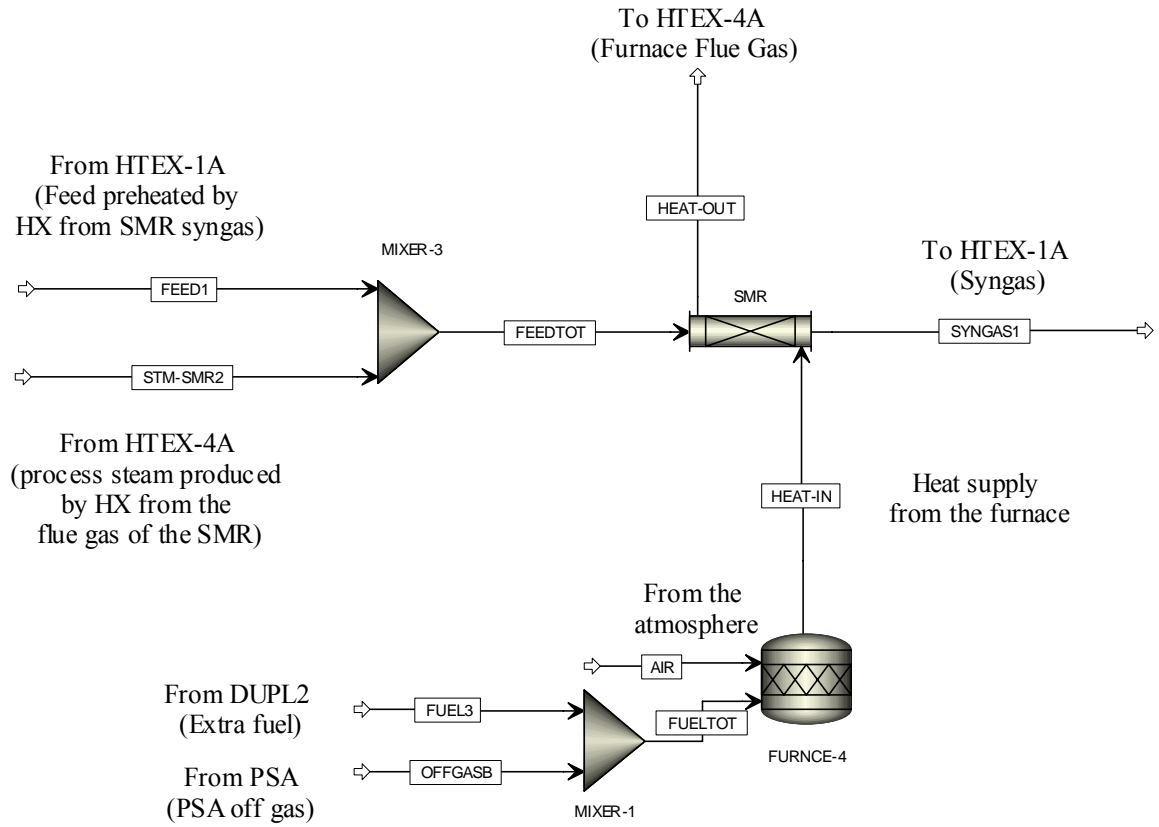 To HTEX-4A
(Furnace Flue Gas)
From HTEX-1A
(Feed preheated by
HX from SMR syngas)
HEAT-OUT
MIXER-3
To HTEX-1A
(Syngas)
FEED1
SMR
FEEDTOT
SYNGAS1
STM-SMR2
From HTEX-4A
(process steam produced
by HX from the
flue gas of the SMR)
HEAT-IN
Heat supply
from the furnace
From the
atmosphere
AIR
From DUPL2
(Extra fuel)
FUEL3
FUELTOT
FURNCE-4
From PSA
(PSA off gas)
OFFGASB
MIXER-1